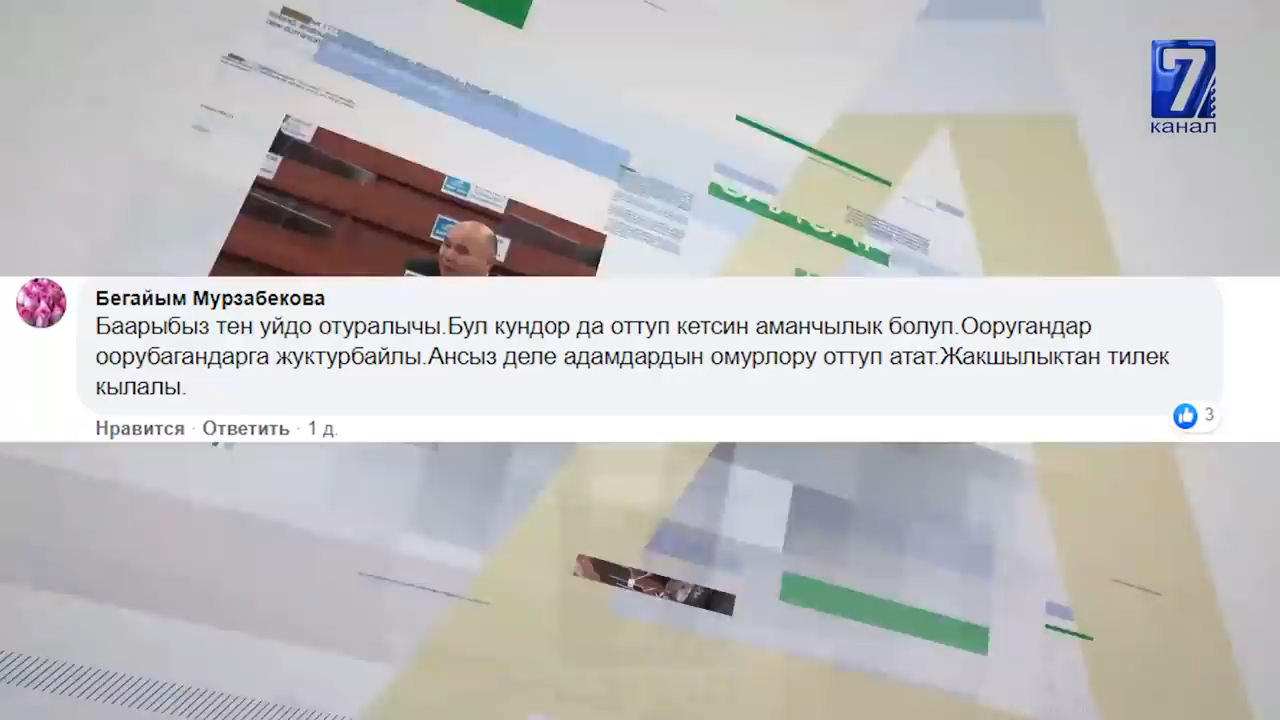 7
канал
Бегайым Мурзабекова
Баарыбыз тен уйдо отуралычы.Бул кундор да оттуп кетсин аманчылык болуп.Ооругандар
оорубагандарга жуктурбайлы.Ансыз деле адамдардын омурлору оттуп атат.Жакшылыктан тилек
кылалы.
Нравится · Ответить · 1 д.
3